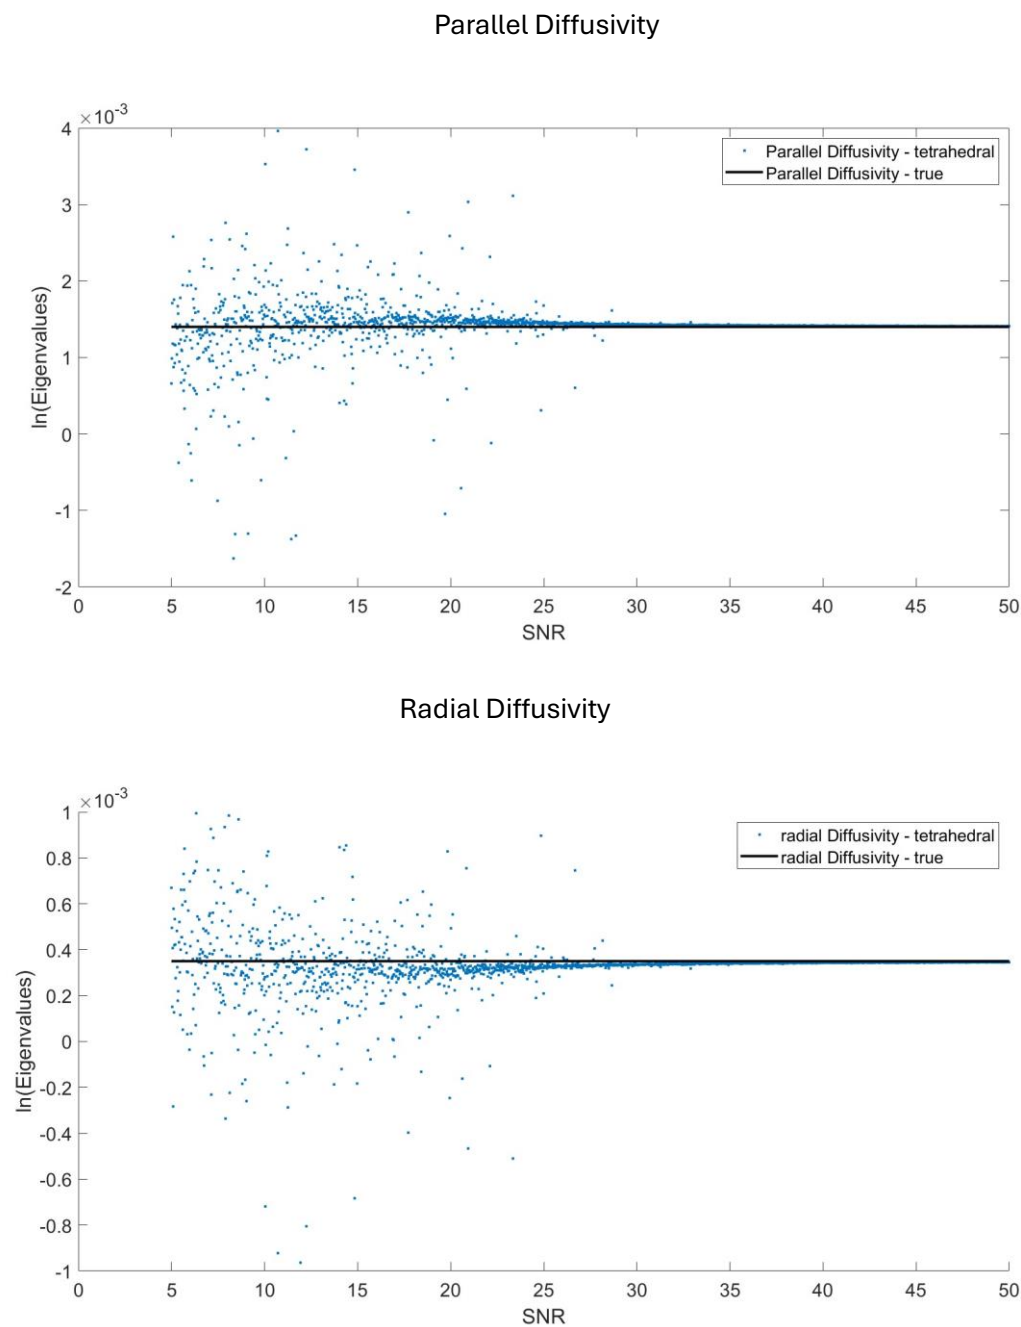 Parallel Diffusivity
×10-3
4
3
2
1
0
-1
-2
ln(Eigenvalues)
Parallel Diffusivity - tetrahedral
Parallel Diffusivity - true
0 5 10 15 20 25 30 35 40 45 50
SNR
Radial Diffusivity
×10-3
1
0.8
0.6
0.4
0.2
0
-0.2
-0.4
-0.6
-0.8
-1
ln(Eigenvalues)
radial Diffusivity - tetrahedral
radial Diffusivity - true
0 5 10 15 20 25 30 35 40 45 50
SNR